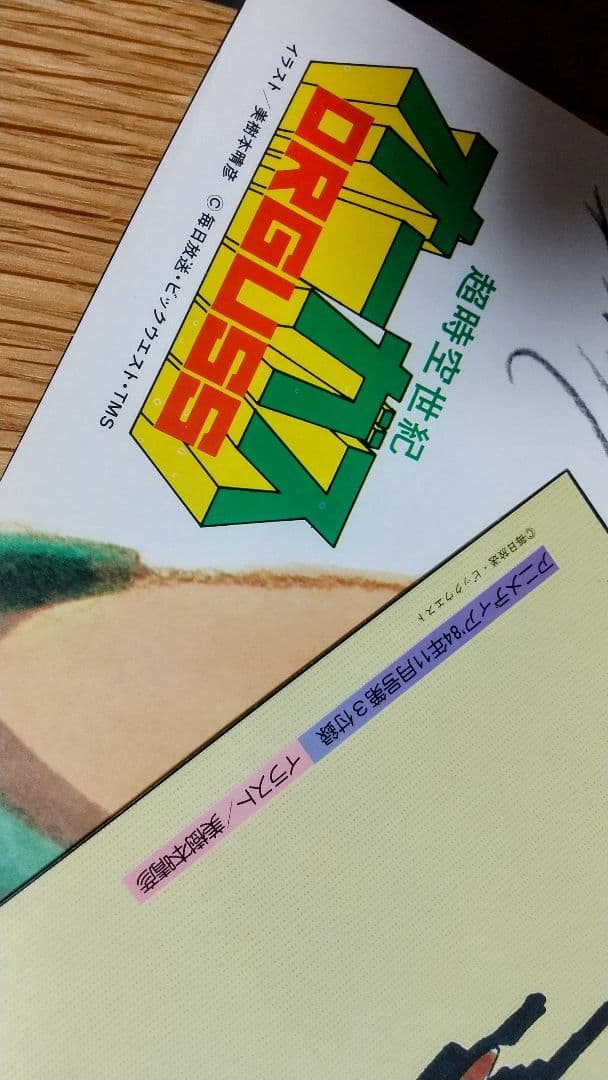 超時空世紀
オーガス
ORGUSS
イラスト／美樹本晴彦 ©毎日放送・ビックウエスト・TMS
©毎日放送・ビックウエスト
アニメディア'84年11月号第3付録
イラスト／美樹本晴彦